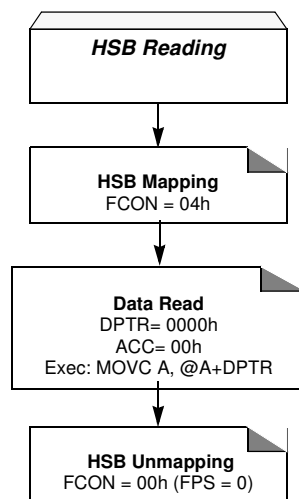 HSB Reading
HSB Mapping
FCON = 04h
Data Read
DPTR= 0000h
ACC= 00h
Exec: MOVC A, @A+DPTR
HSB Unmapping
FCON = 00h (FPS = 0)